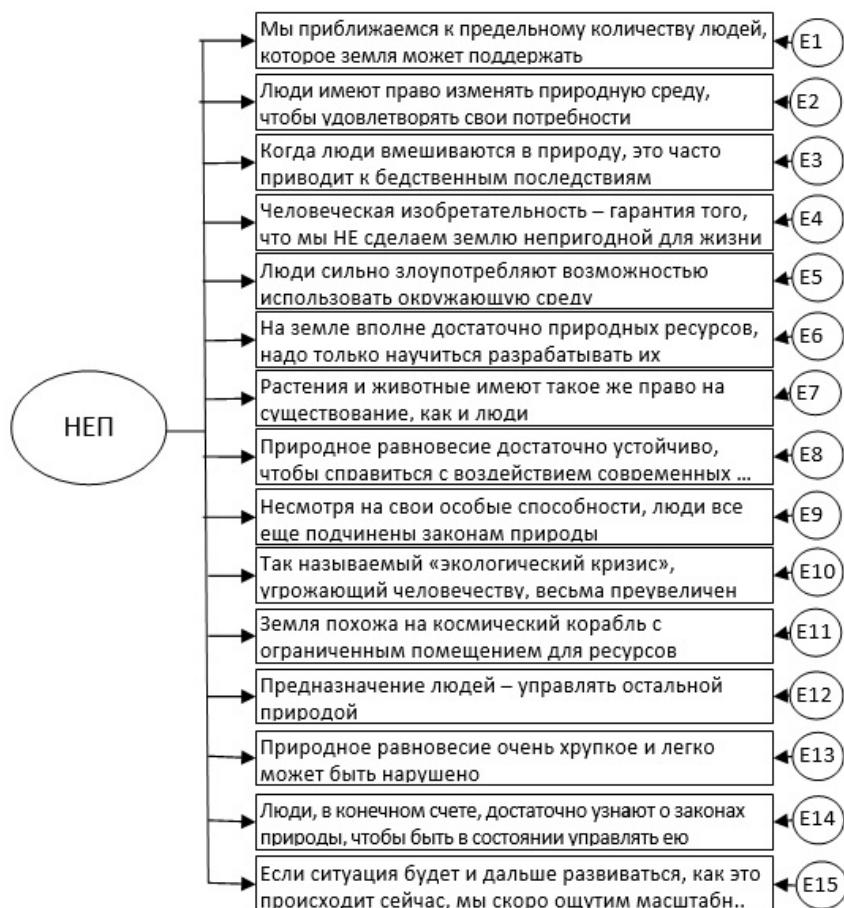 Мы приближаемся к предельному количеству людей,
которое земля может поддержать
E1
Люди имеют право изменять природную среду,
чтобы удовлетворять свои потребности
E2
Когда люди вмешиваются в природу, это часто
приводит к бедственным последствиям
E3
Человеческая изобретательность – гарантия того,
что мы НЕ сделаем землю непригодной для жизни
E4
Люди сильно злоупотребляют возможностью
использовать окружающую среду
E5
На земле вполне достаточно природных ресурсов,
надо только научиться разрабатывать их
E6
Растения и животные имеют такое же право на
существование, как и люди
E7
НЕП
Природное равновесие достаточно устойчиво,
чтобы справиться с воздействием современных ...
E8
Несмотря на свои особые способности, люди все
еще подчинены законам природы
E9
Так называемый «экологический кризис»,
угрожающий человечеству, весьма преувеличен
E10
Земля похожа на космический корабль с
ограниченным помещением для ресурсов
E11
Предназначение людей – управлять остальной
природой
E12
Природное равновесие очень хрупкое и легко
может быть нарушено
E13
Люди, в конечном счете, достаточно узнают о законах
природы, чтобы быть в состоянии управлять ею
E14
Если ситуация будет и дальше развиваться, как это
происходит сейчас, мы скоро ощутим масштабн..
E15